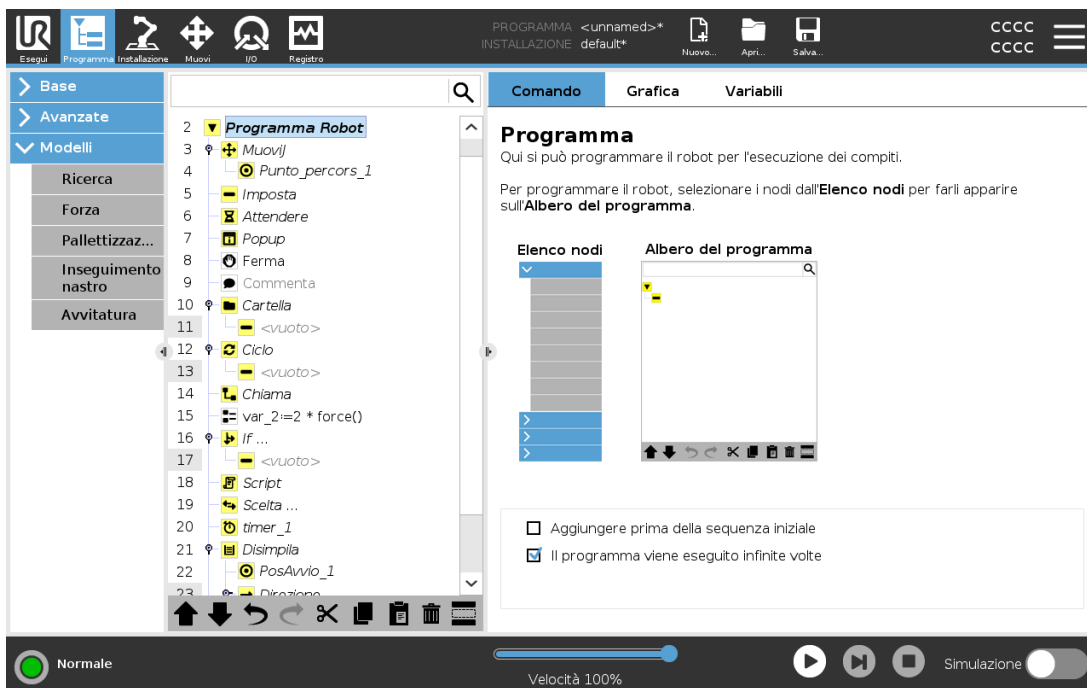 PROGRAMMA <unnamed>*
INSTALLAZIONE default*
CCCC
CCCC
Esegui Programma Installazione Muovi I/O Registro
Nuovo... Apri... Salva...
Base
Avanzate
Modelli
Ricerca
Forza
Pallettizzaz...
Inseguimento
nastro
Avvitatura
2 Programma Robot
3 MuoviJ
4 Punto_percors_1
5 Imposta
6 Attendere
7 Popup
8 Ferma
9 Commenta
10 Cartella
11 <vuoto>
12 Ciclo
13 <vuoto>
14 Chiama
15 var_2:=2 * force()
16 If ...
17 <vuoto>
18 Script
19 Scelta ...
20 timer_1
21 Disimpila
22 PosAvvio_1
23 Direzione
Comando Grafica Variabili
Programma
Qui si può programmare il robot per l'esecuzione dei compiti.
Per programmare il robot, selezionare i nodi dall'Elenco nodi per farli apparire
sull'Albero del programma.
Elenco nodi Albero del programma
Aggiungere prima della sequenza iniziale
Il programma viene eseguito infinite volte
Normale
Velocità 100%
Simulazione